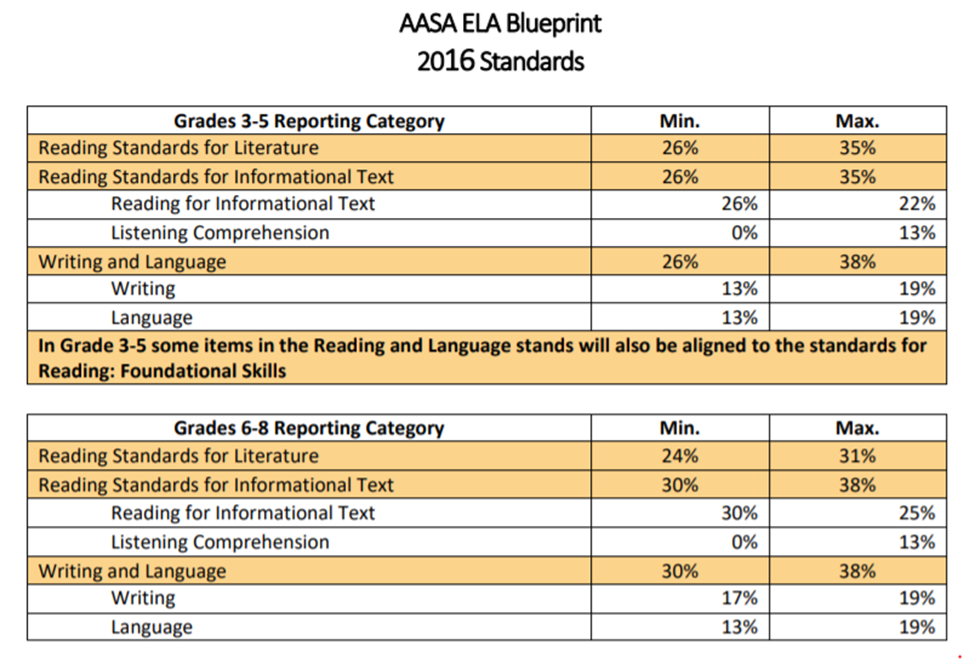 AASA ELA Blueprint
2016 Standards
Grades 3-5 Reporting Category Min. Max.
Reading Standards for Literature 26% 35%
Reading Standards for Informational Text 26% 35%
Reading for Informational Text 26% 22%
Listening Comprehension 0% 13%
Writing and Language 26% 38%
Writing 13% 19%
Language 13% 19%
In Grade 3-5 some items in the Reading and Language stands will also be aligned to the standards for
Reading: Foundational Skills
Grades 6-8 Reporting Category Min. Max.
Reading Standards for Literature 24% 31%
Reading Standards for Informational Text 30% 38%
Reading for Informational Text 30% 25%
Listening Comprehension 0% 13%
Writing and Language 30% 38%
Writing 17% 19%
Language 13% 19%